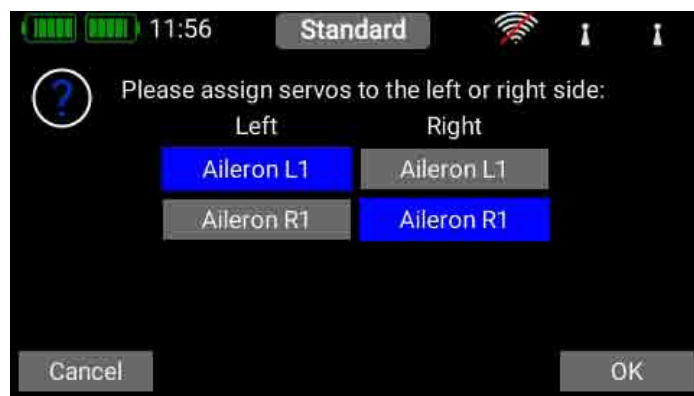 11:56 Standard
?
Please assign servos to the left or right side:
Left Right
Aileron L1 Aileron L1
Aileron R1 Aileron R1
Cancel OK